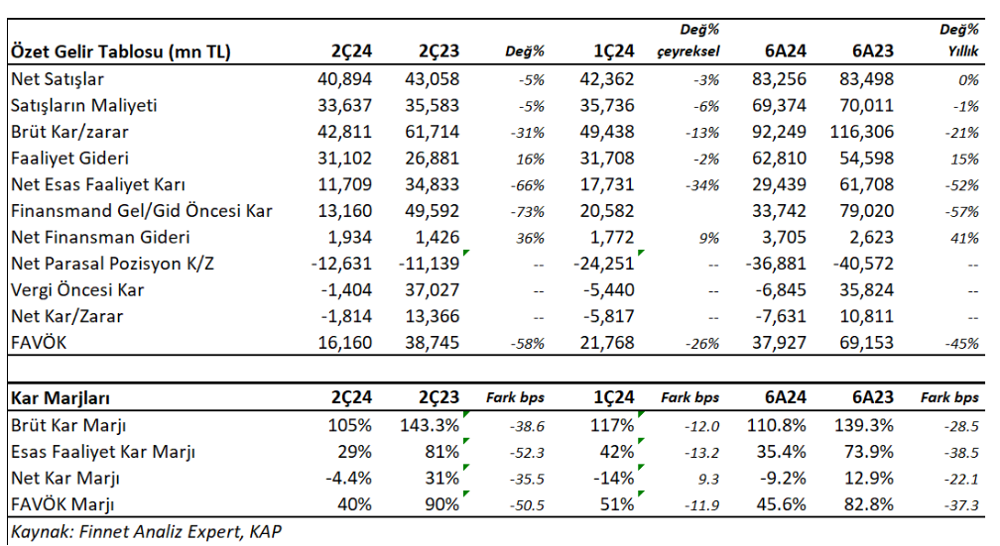 Değ% Değ%
Özet Gelir Tablosu (mn TL) 2Ç24 2Ç23 Değ% 1Ç24 çeyreksel 6A24 6A23 Yıllık
Net Satışlar 40,894 43,058 -5% 42,362 -3% 83,256 83,498 0%
Satışların Maliyeti 33,637 35,583 -5% 35,736 -6% 69,374 70,011 -1%
Brüt Kar/zarar 42,811 61,714 -31% 49,438 -13% 92,249 116,306 -21%
Faaliyet Gideri 31,102 26,881 16% 31,708 -2% 62,810 54,598 15%
Net Esas Faaliyet Karı 11,709 34,833 -66% 17,731 -34% 29,439 61,708 -52%
Finansmand Gel/Gid Öncesi Kar 13,160 49,592 -73% 20,582 33,742 79,020 -57%
Net Finansman Gideri 1,934 1,426 36% 1,772 9% 3,705 2,623 41%
Net Parasal Pozisyon K/Z -12,631 -11,139 -- -24,251 -- -36,881 -40,572 --
Vergi Öncesi Kar -1,404 37,027 -- -5,440 -- -6,845 35,824 --
Net Kar/Zarar -1,814 13,366 -- -5,817 -- -7,631 10,811 --
FAVÖK 16,160 38,745 -58% 21,768 -26% 37,927 69,153 -45%
Kar Marjları 2Ç24 2Ç23 Fark bps 1Ç24 Fark bps 6A24 6A23 Fark bps
Brüt Kar Marjı 105% 143.3% -38.6 117% -12.0 110.8% 139.3% -28.5
Esas Faaliyet Kar Marjı 29% 81% -52.3 42% -13.2 35.4% 73.9% -38.5
Net Kar Marjı -4.4% 31% -35.5 -14% 9.3 -9.2% 12.9% -22.1
FAVÖK Marjı 40% 90% -50.5 51% -11.9 45.6% 82.8% -37.3
Kaynak: Finnet Analiz Expert, KAP